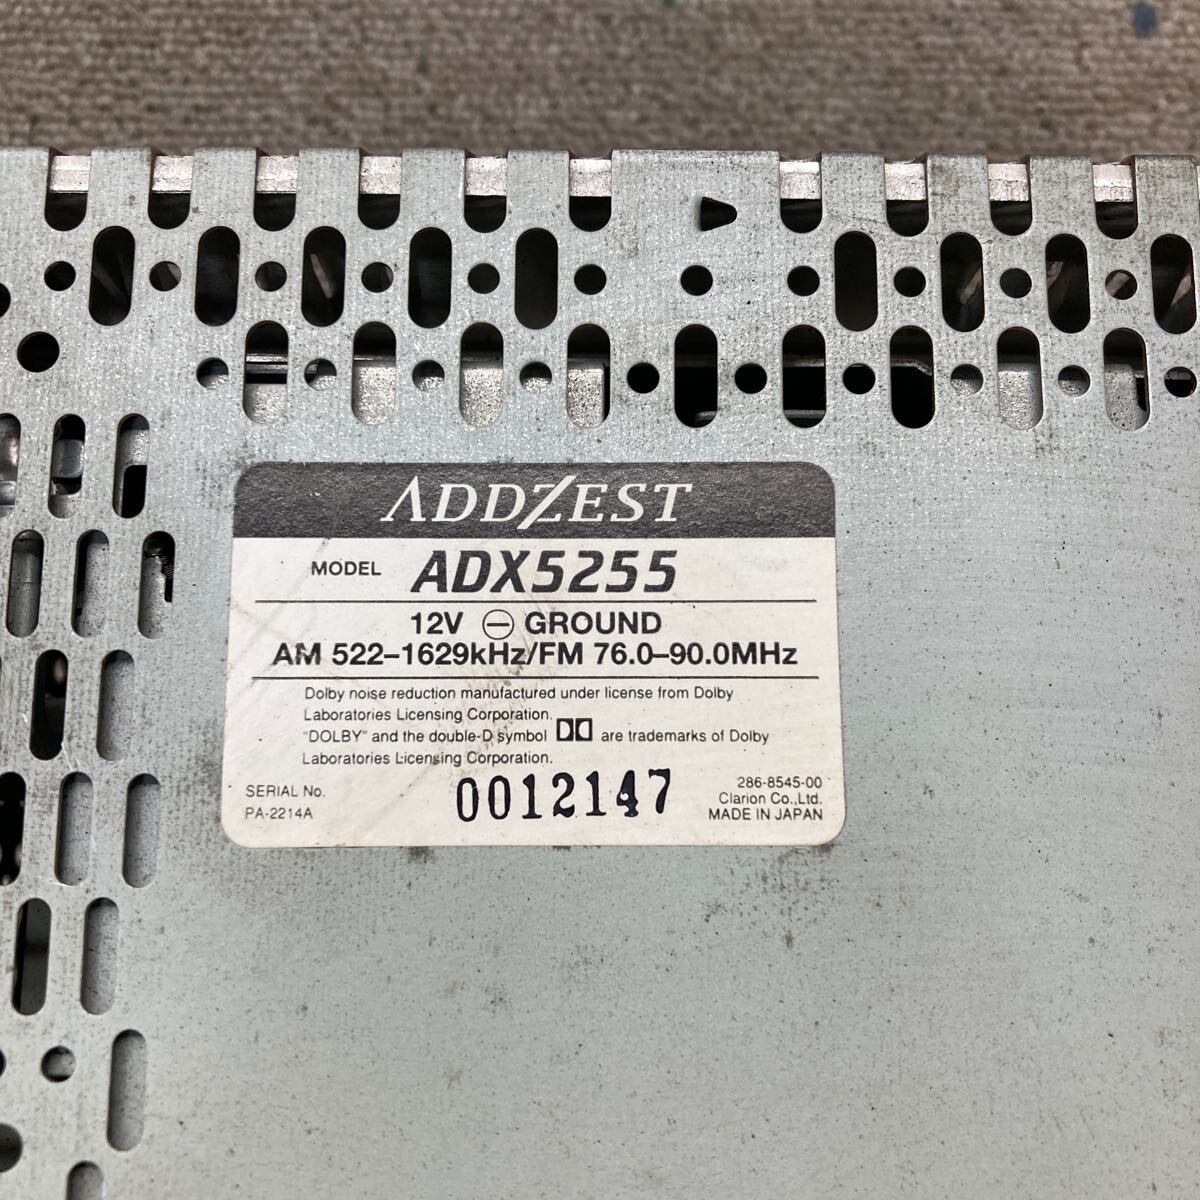 ADDZEST
MODEL ADX5255
12V ⊖ GROUND
AM 522–1629kHz/FM 76.0–90.0MHz
Dolby noise reduction manufactured under license from Dolby
Laboratories Licensing Corporation.
"DOLBY" and the double-D symbol are trademarks of Dolby
Laboratories Licensing Corporation.
SERIAL No. 0012147
PA-2214A
286-8545-00
Clarion Co.,Ltd.
MADE IN JAPAN